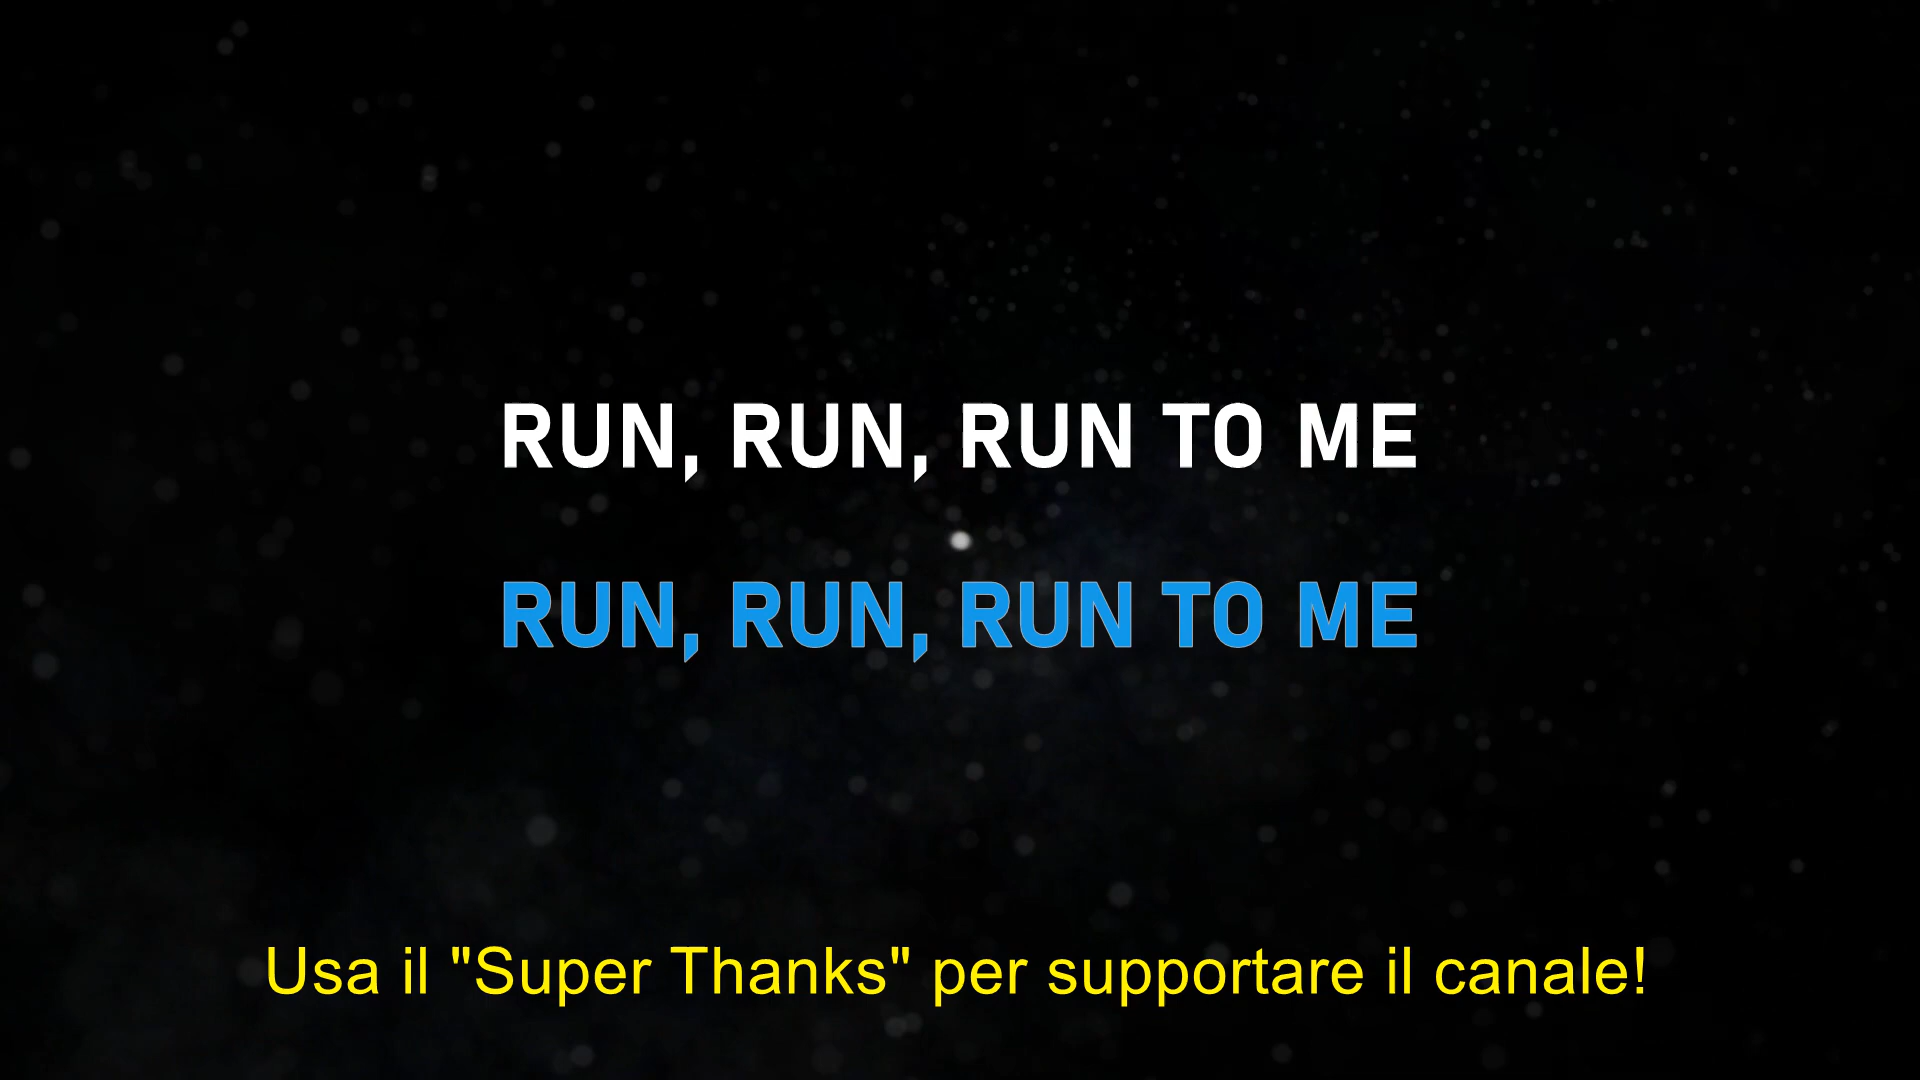 RUN, RUN, RUN TO ME
RUN, RUN, RUN TO ME
Usa il "Super Thanks" per supportare il canale!